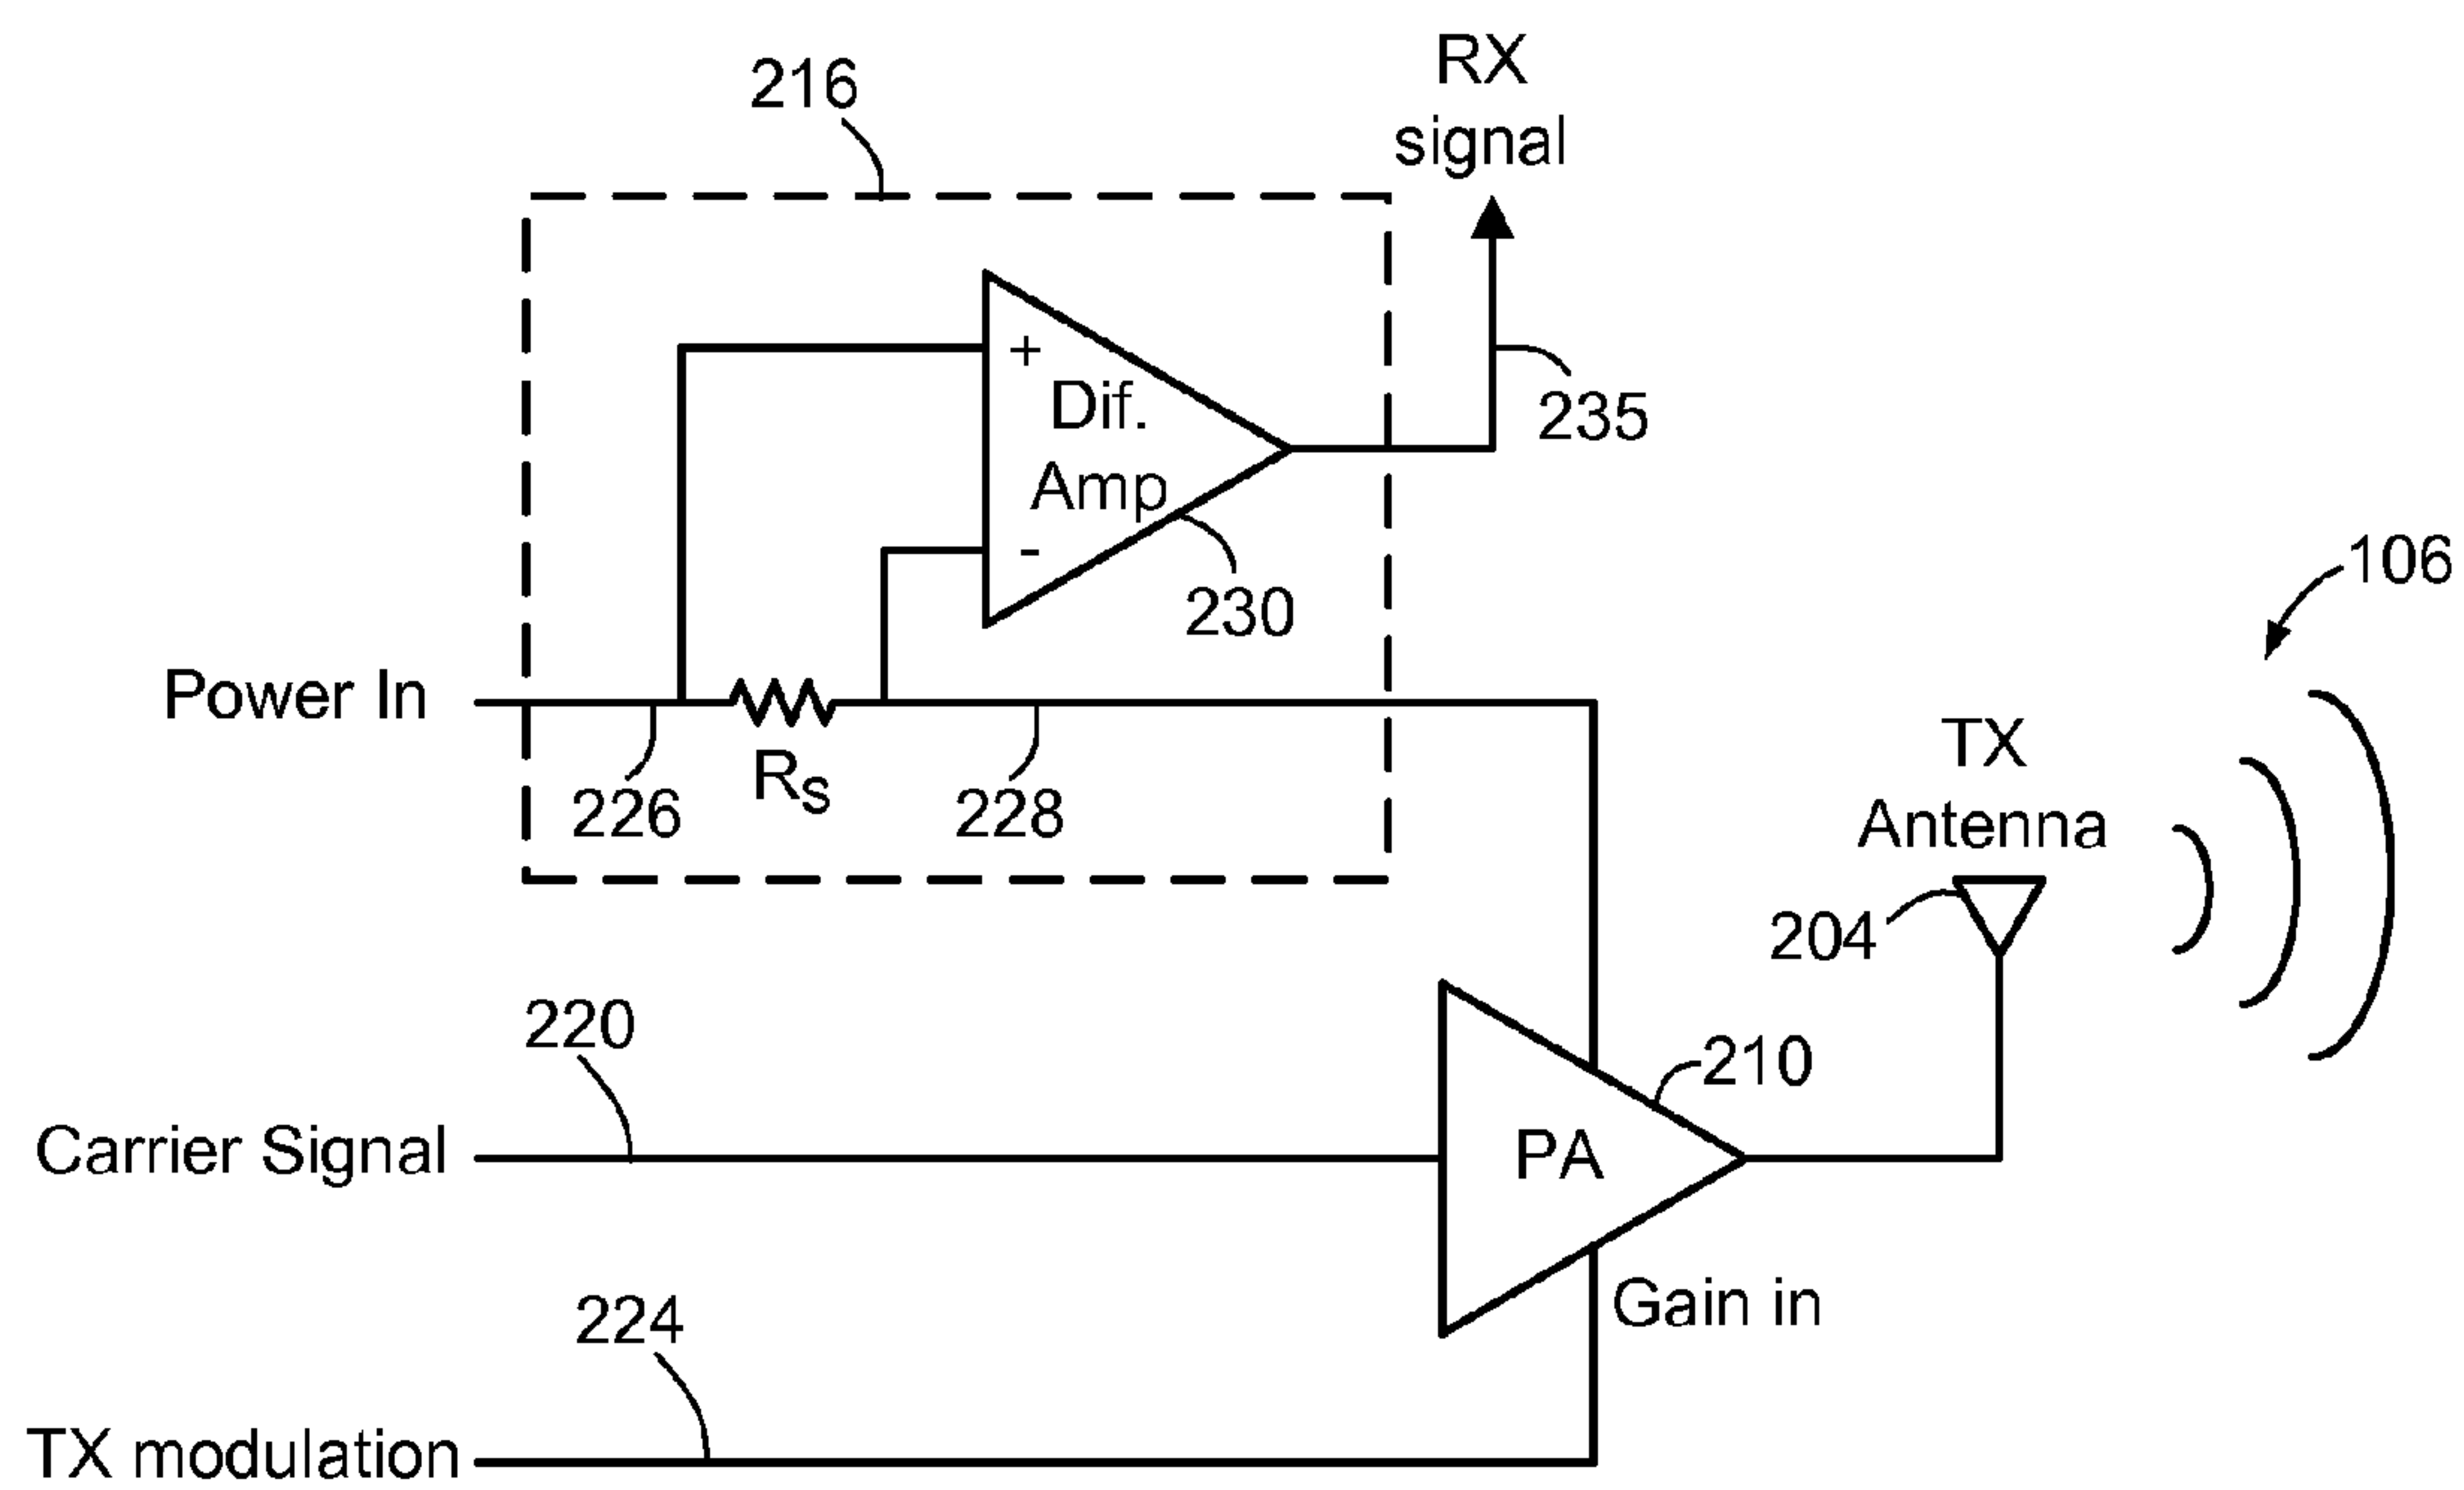 216
RX
signal
+
Dif.
Amp
-
235
230
106
Power In
Rs
226
228
TX
Antenna
204
220
210
Carrier Signal
PA
224
Gain in
TX modulation